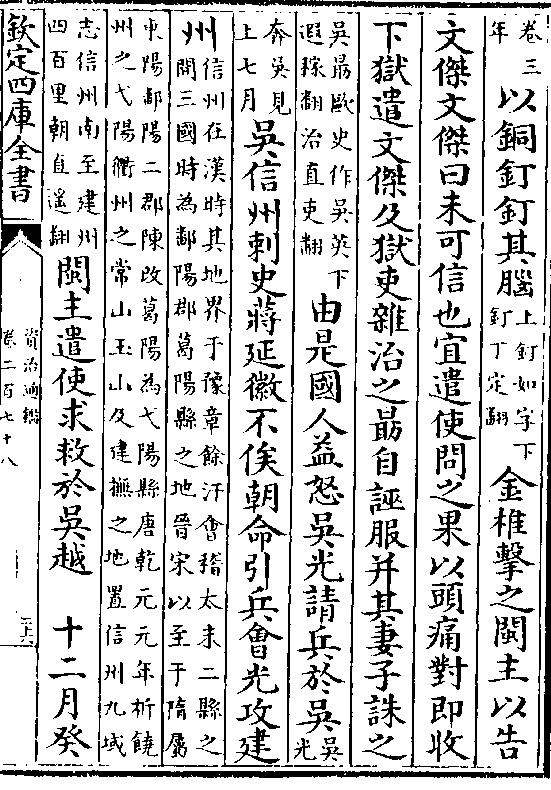 卷三
年
以銅釘釘其腦
上釘如字下
釘丁定翻
金椎擊之閩主以告
文傑文傑曰未可信也宜遣使問之果以頭痛對即收
下獄遣文傑及獄吏雜治之勗自誣服并其妻子誅之
吳勗歐史作吳英下
遐稼翻治直吏翻
由是國人益怒吳光請兵於吳
吳
光
奔吳見
上七月
吳信州刺史蔣延徽不俟朝命引兵會光攻建
州
信州在漢時其地界于豫章餘汗會稽太末二縣之
間三國時為鄱陽郡葛陽縣之地晉宋以至于隋屬
東陽鄱陽二郡陳改葛陽為弋陽縣唐乾元元年析饒
州之弋陽衢州之常山玉山及建撫之地置信州九域
志信州南至建州
四百里朝直遥翻
閩主遣使求救於吳越 十二月癸
欽定四庫全書
資治通鑑
卷二百七十八